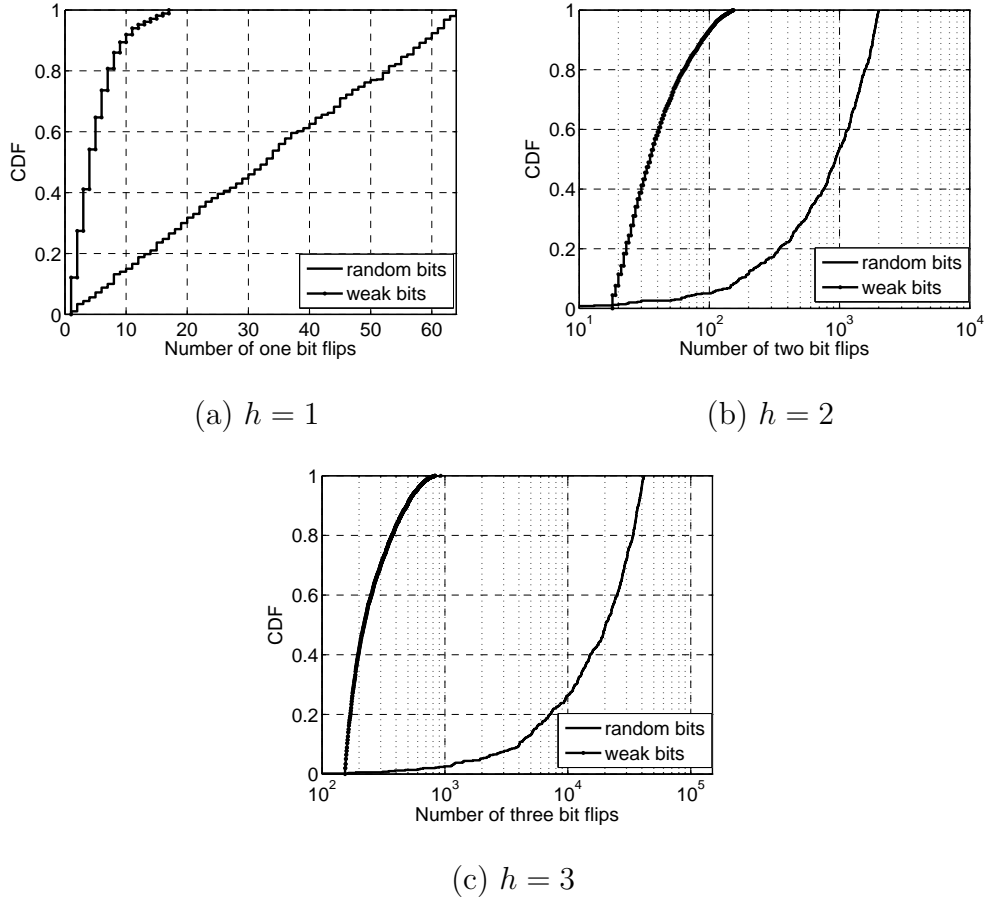 1
0.8
0.6
0.4
0.2
0
CDF
0 10 20 30 40 50 60
Number of one bit flips
random bits
weak bits
(a) h = 1
1
0.8
0.6
0.4
0.2
0
CDF
10^1 10^2 10^3 10^4
Number of two bit flips
random bits
weak bits
(b) h = 2
1
0.8
0.6
0.4
0.2
0
CDF
10^2 10^3 10^4 10^5
Number of three bit flips
random bits
weak bits
(c) h = 3